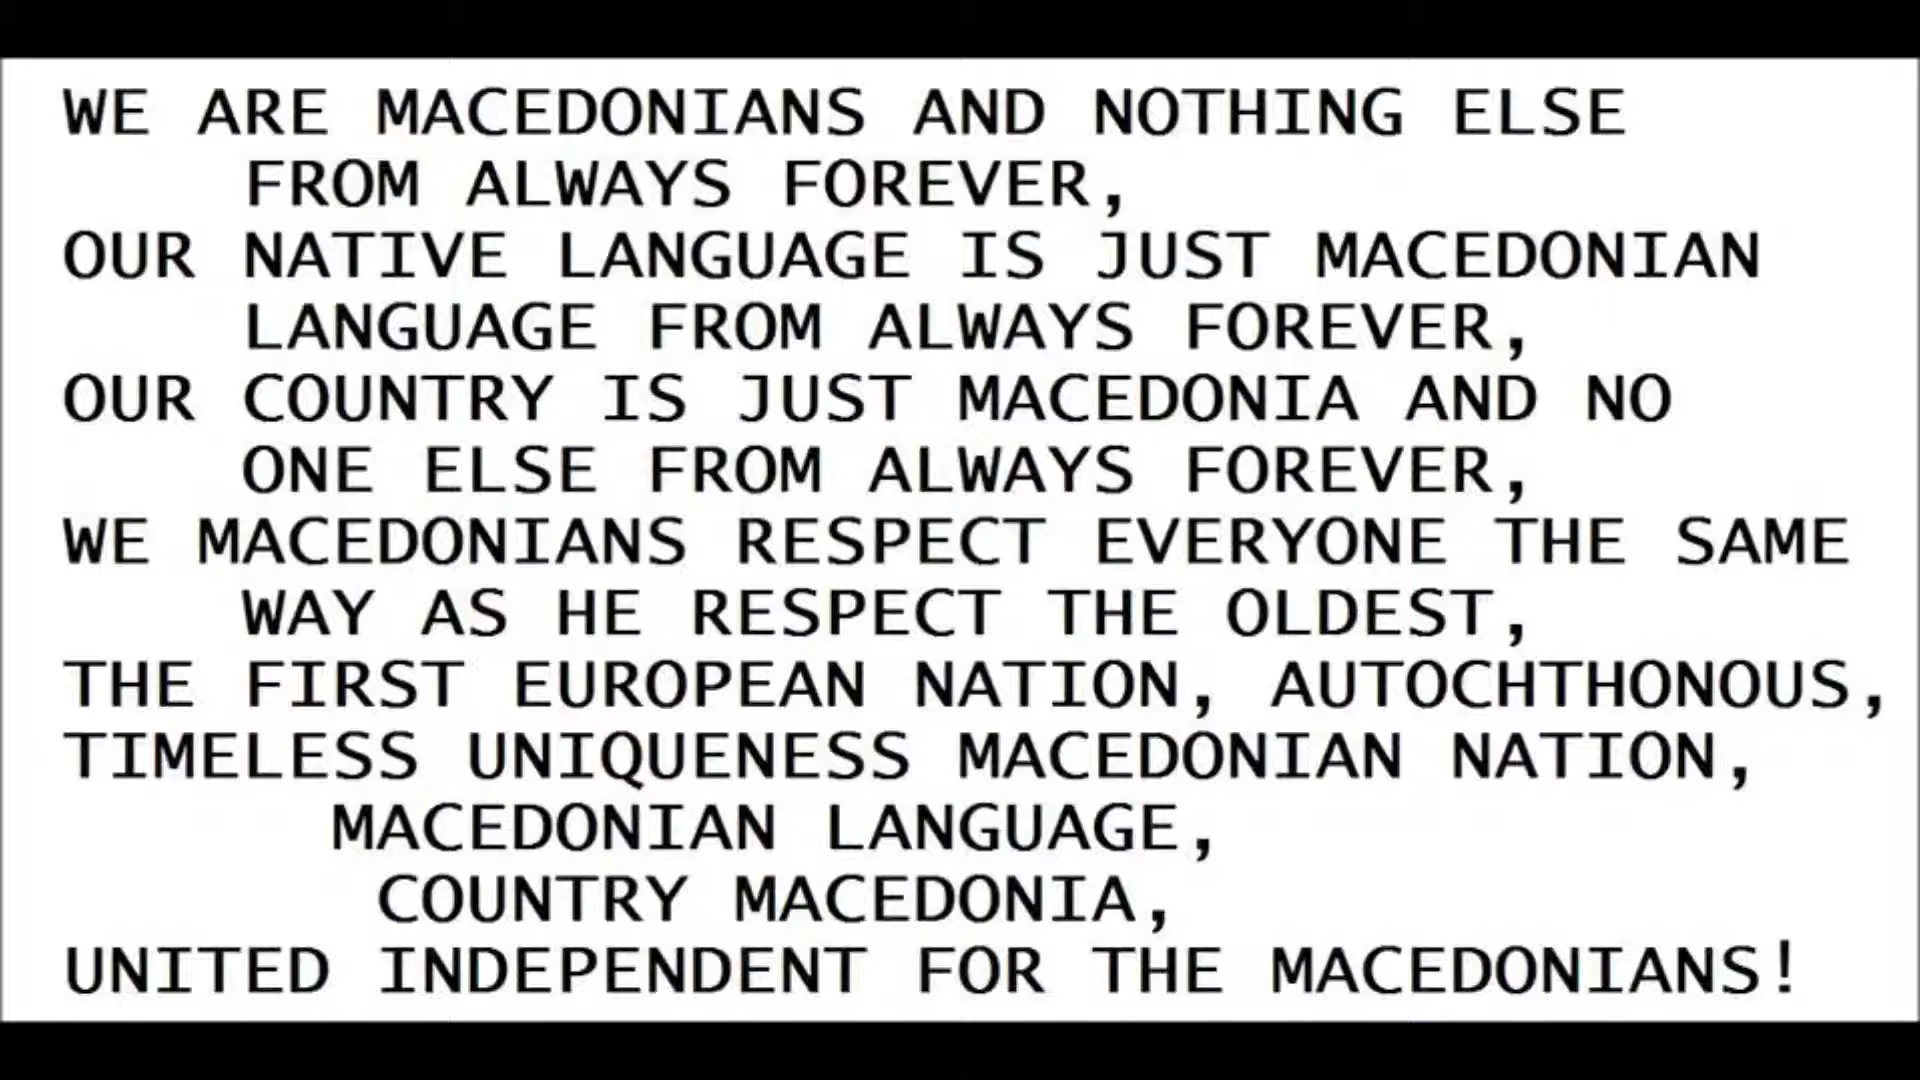 WE ARE MACEDONIANS AND NOTHING ELSE
FROM ALWAYS FOREVER,
OUR NATIVE LANGUAGE IS JUST MACEDONIAN
LANGUAGE FROM ALWAYS FOREVER,
OUR COUNTRY IS JUST MACEDONIA AND NO
ONE ELSE FROM ALWAYS FOREVER,
WE MACEDONIANS RESPECT EVERYONE THE SAME
WAY AS HE RESPECT THE OLDEST,
THE FIRST EUROPEAN NATION, AUTOCHTHONOUS,
TIMELESS UNIQUENESS MACEDONIAN NATION,
MACEDONIAN LANGUAGE,
COUNTRY MACEDONIA,
UNITED INDEPENDENT FOR THE MACEDONIANS!